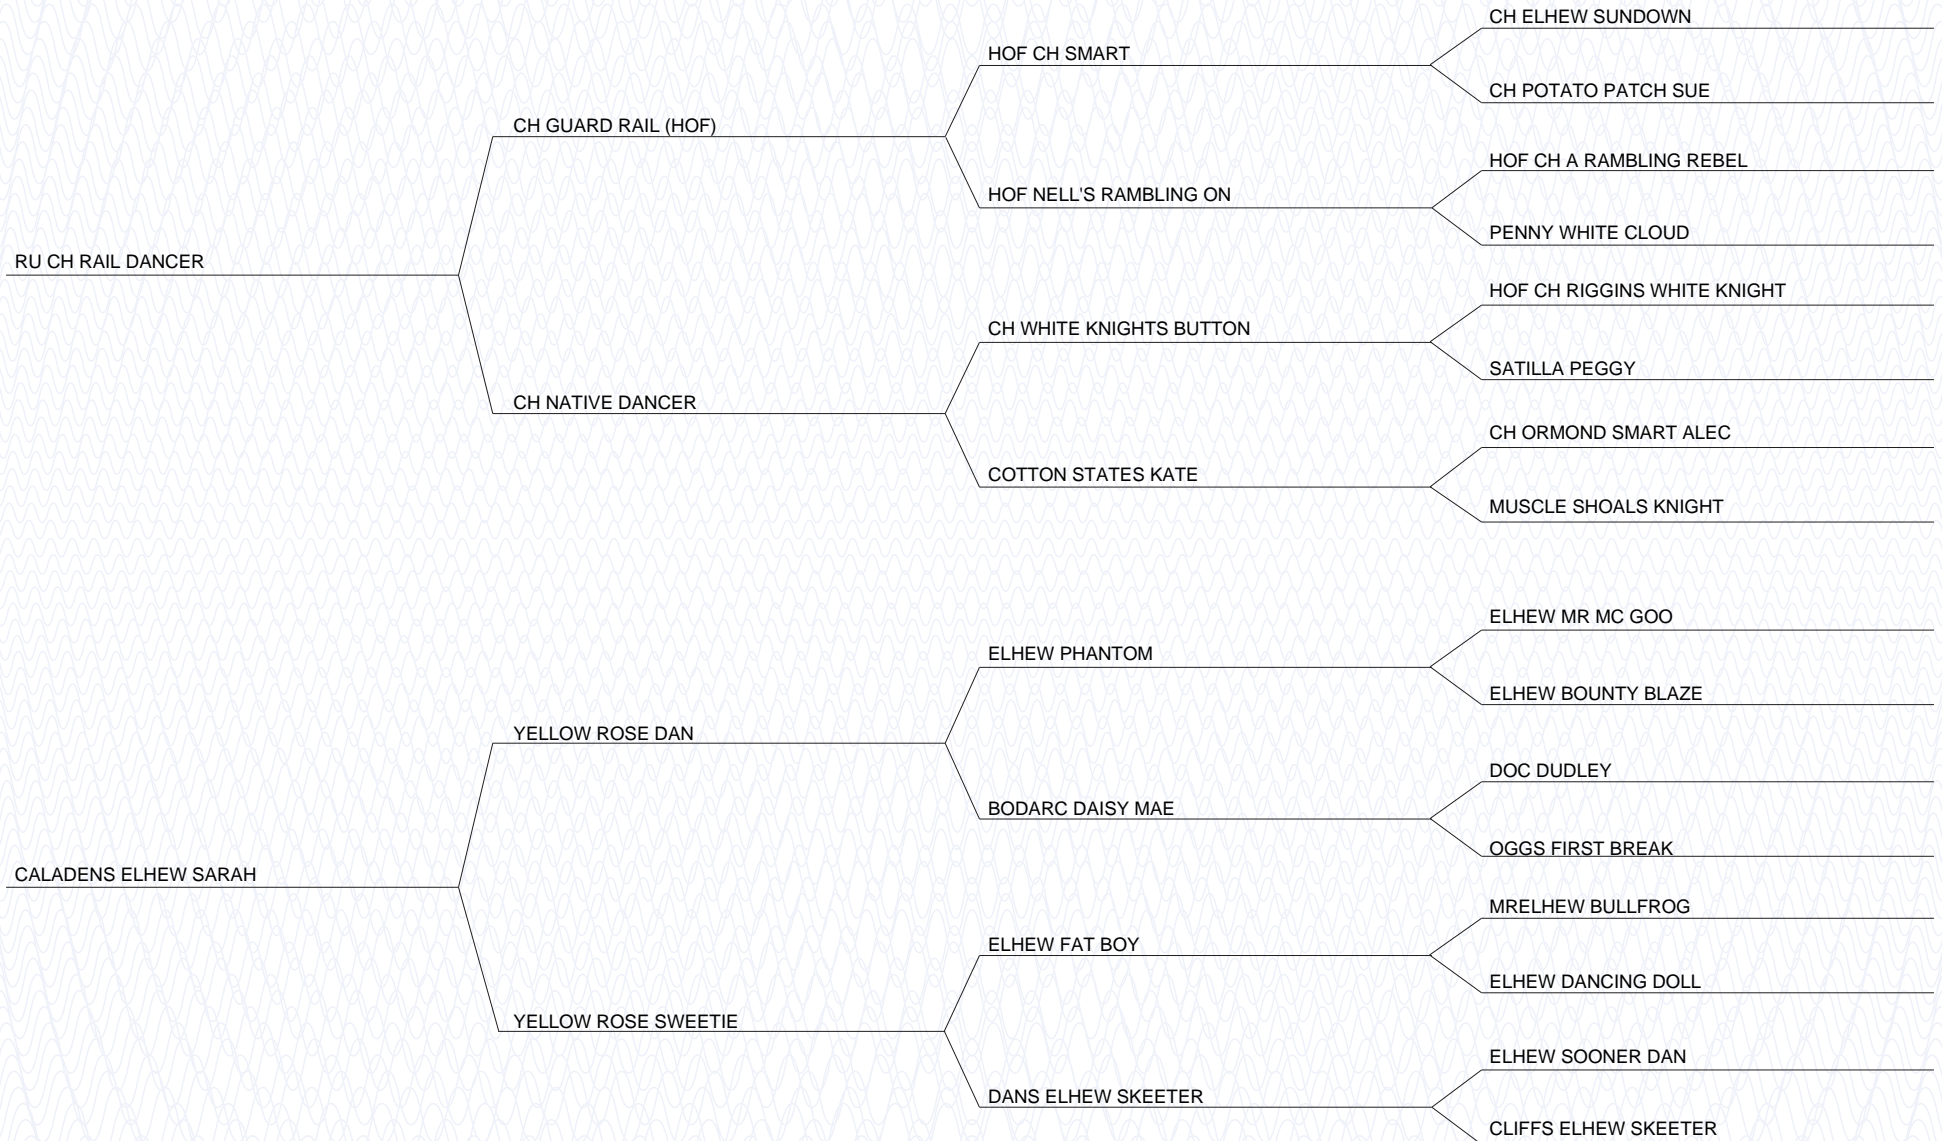 CH ELHEW SUNDOWN
HOF CH SMART
CH POTATO PATCH SUE
CH GUARD RAIL (HOF)
HOF CH A RAMBLING REBEL
HOF NELL'S RAMBLING ON
PENNY WHITE CLOUD
RU CH RAIL DANCER
HOF CH RIGGINS WHITE KNIGHT
CH WHITE KNIGHTS BUTTON
SATILLA PEGGY
CH NATIVE DANCER
CH ORMOND SMART ALEC
COTTON STATES KATE
MUSCLE SHOALS KNIGHT
ELHEW MR MC GOO
ELHEW PHANTOM
ELHEW BOUNTY BLAZE
YELLOW ROSE DAN
DOC DUDLEY
BODARC DAISY MAE
OGGS FIRST BREAK
CALADENS ELHEW SARAH
MRELHEW BULLFROG
ELHEW FAT BOY
ELHEW DANCING DOLL
YELLOW ROSE SWEETIE
ELHEW SOONER DAN
DANS ELHEW SKEETER
CLIFFS ELHEW SKEETER